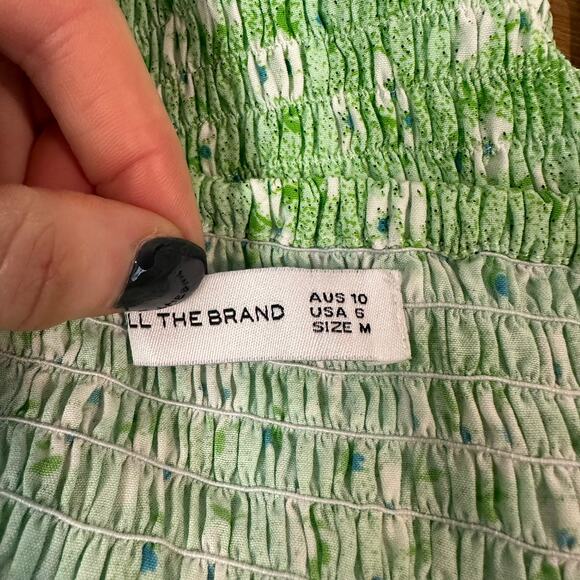 LL THE BRAND
AUS 10
USA 6
SIZE M